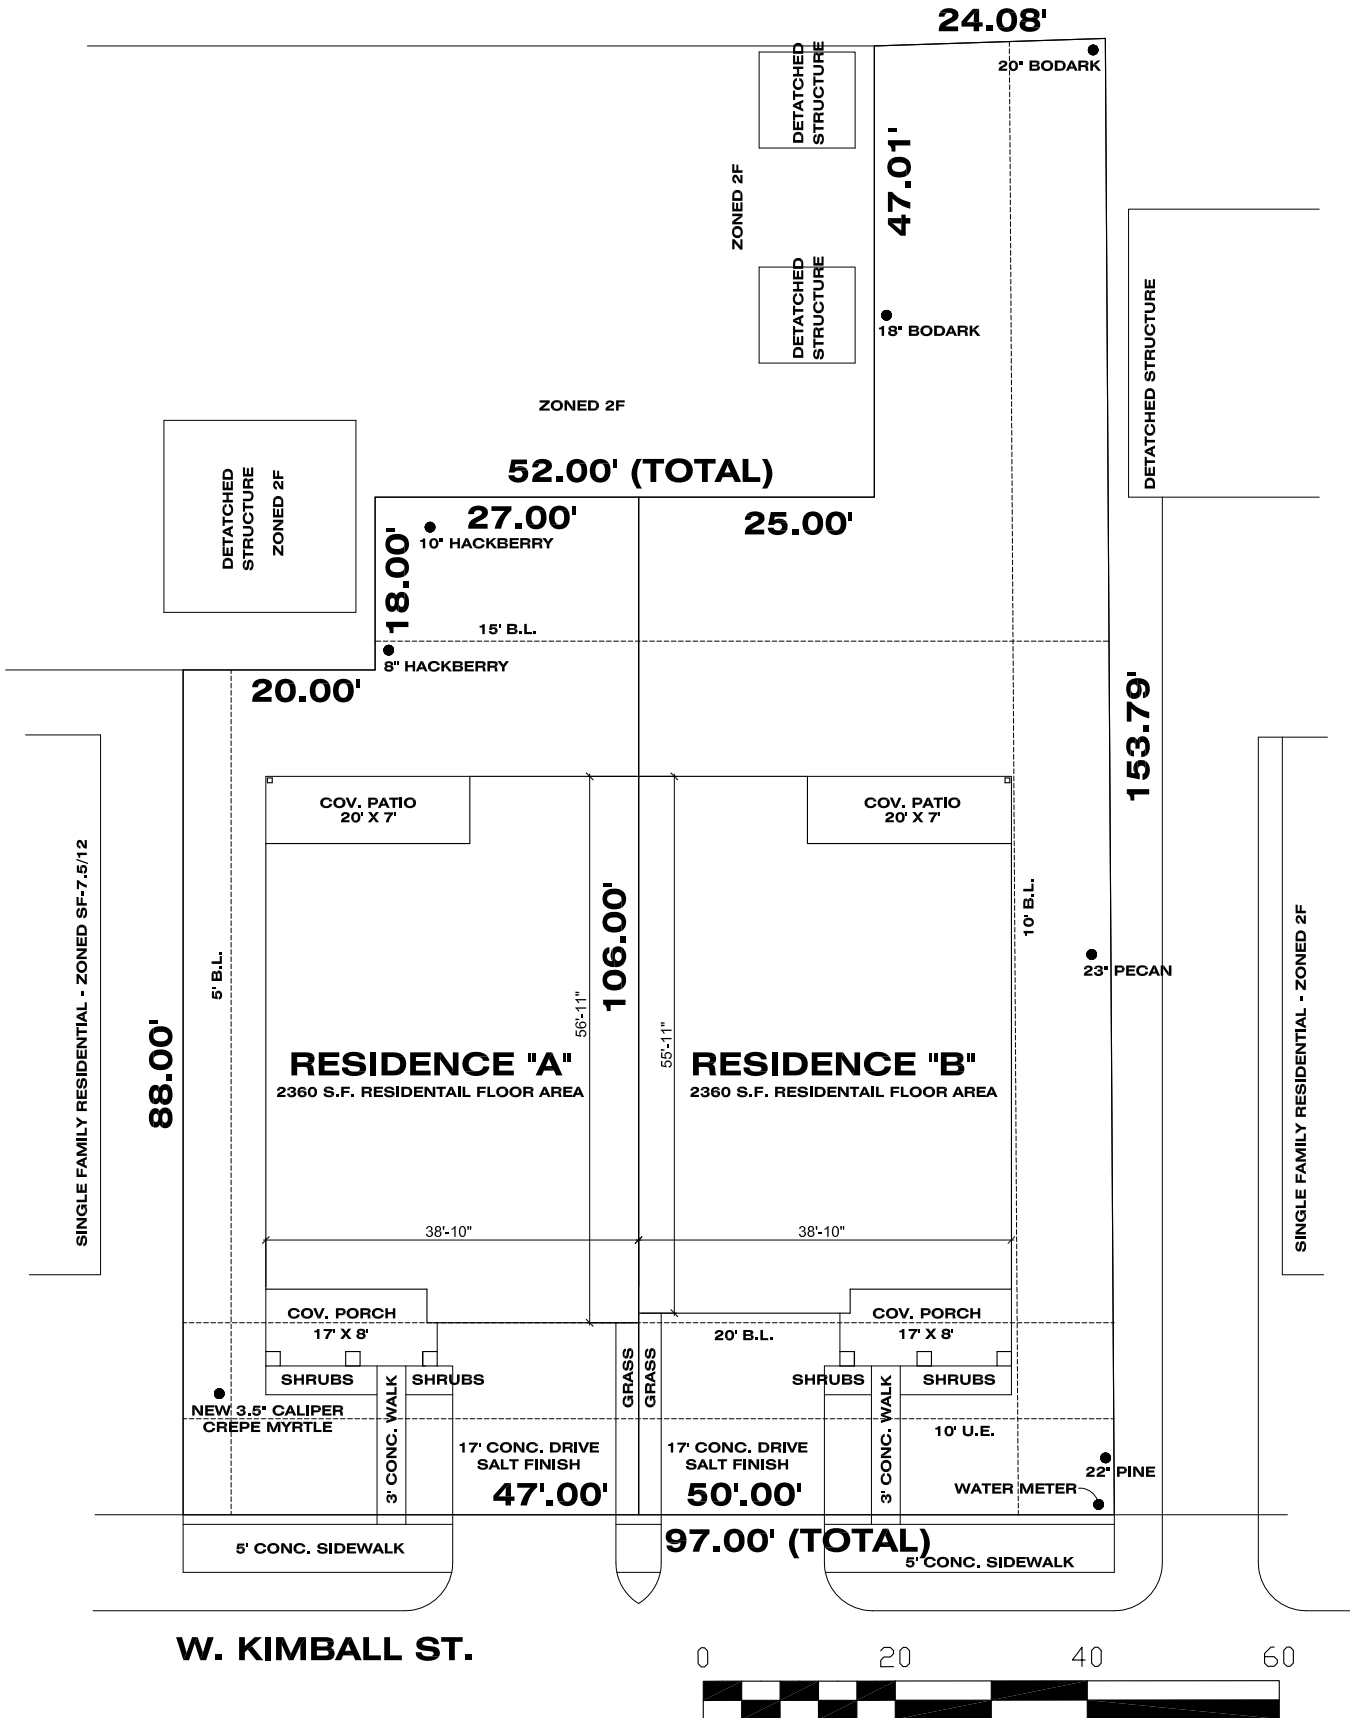 24.08'
20" BODARK
DETATCHED
STRUCTURE
47.01'
ZONED 2F
DETATCHED
STRUCTURE
18" BODARK
DETATCHED STRUCTURE
ZONED 2F
52.00' (TOTAL)
27.00'
25.00'
10" HACKBERRY
DETATCHED
STRUCTURE
ZONED 2F
18.00'
15' B.L.
8" HACKBERRY
20.00'
153.79'
COV. PATIO
20' X 7'
COV. PATIO
20' X 7'
SINGLE FAMILY RESIDENTIAL - ZONED SF-7.5/12
5' B.L.
106.00'
10' B.L.
SINGLE FAMILY RESIDENTIAL - ZONED 2F
23" PECAN
56'-11"
55'-11"
88.00'
RESIDENCE "A"
2360 S.F. RESIDENTAIL FLOOR AREA
RESIDENCE "B"
2360 S.F. RESIDENTAIL FLOOR AREA
38'-10"
38'-10"
COV. PORCH
17' X 8'
20' B.L.
COV. PORCH
17' X 8'
SHRUBS
SHRUBS
GRASS
GRASS
SHRUBS
SHRUBS
NEW 3.5" CALIPER
CREPE MYRTLE
3' CONC. WALK
17' CONC. DRIVE
SALT FINISH
17' CONC. DRIVE
SALT FINISH
3' CONC. WALK
10' U.E.
22" PINE
WATER METER
47'.00'
50'.00'
97.00' (TOTAL)
5' CONC. SIDEWALK
5' CONC. SIDEWALK
W. KIMBALL ST.
0 20 40 60